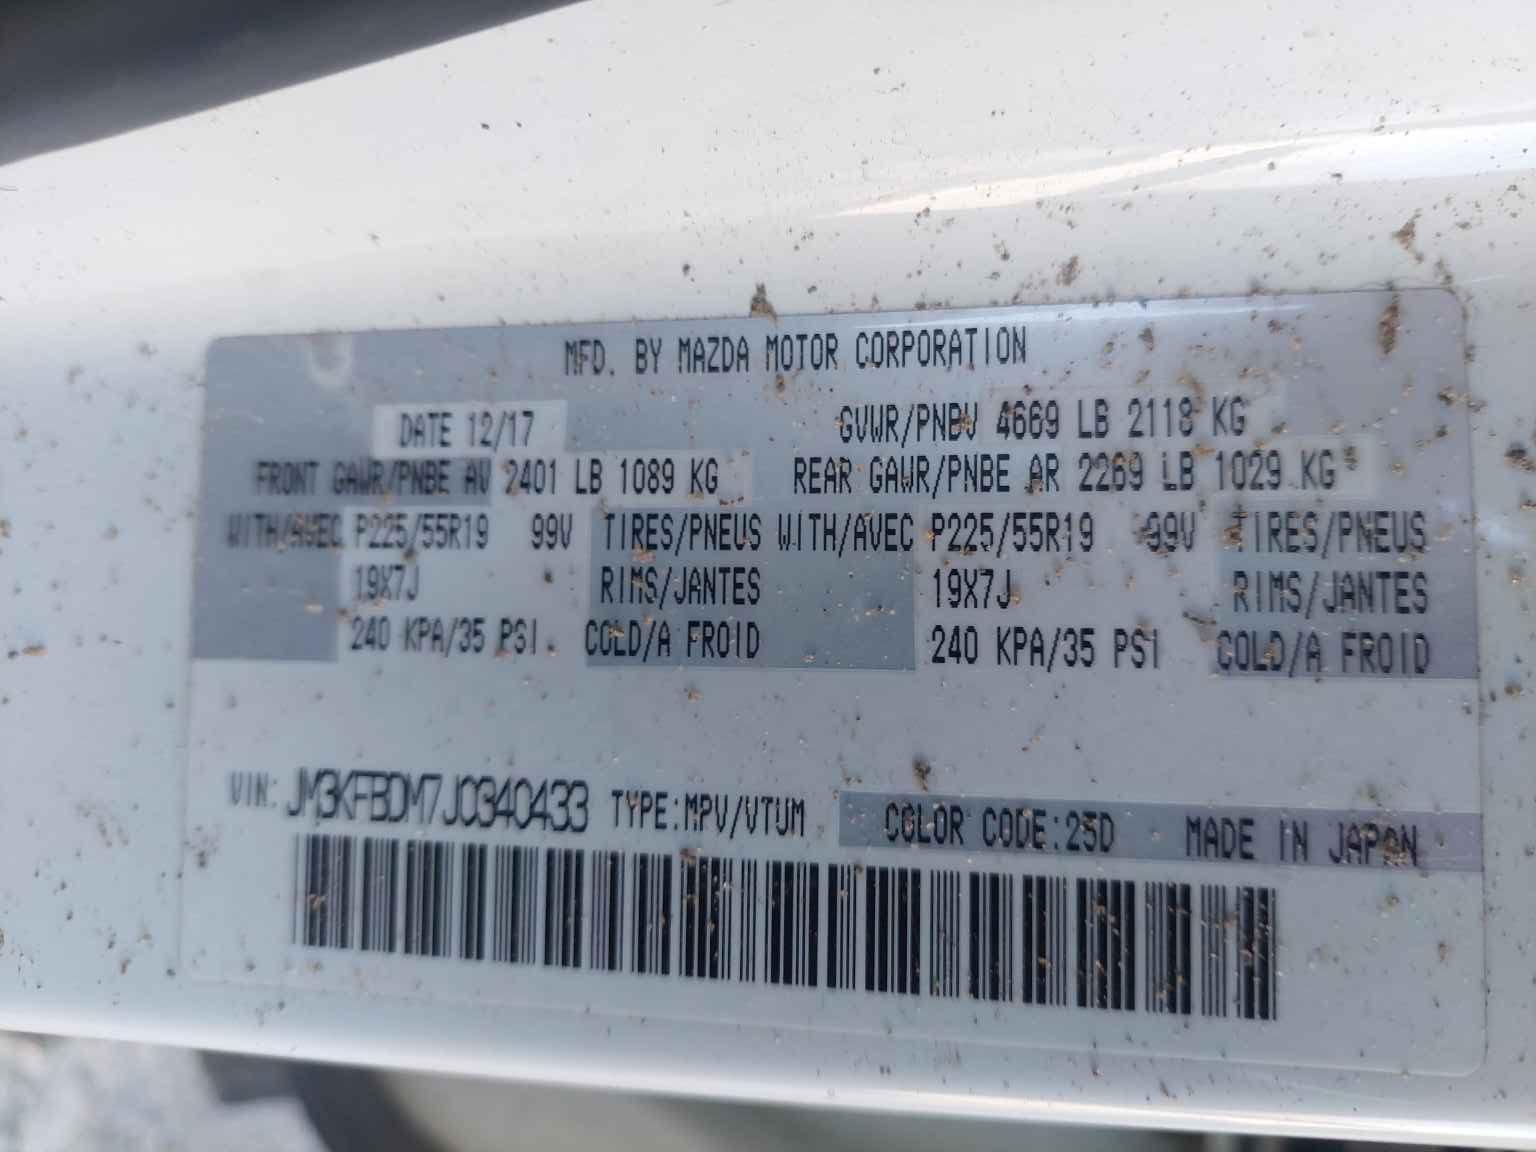 MFD. BY MAZDA MOTOR CORPORATION
DATE 12/17 GVWR/PNBV 4669 LB 2118 KG
FRONT GAWR/PNBE AV 2401 LB 1089 KG REAR GAWR/PNBE AR 2269 LB 1029 KG
WITH/AVEC P225/55R19 99V TIRES/PNEUS WITH/AVEC P225/55R19 99V TIRES/PNEUS
19X7J RIMS/JANTES 19X7J RIMS/JANTES
240 KPA/35 PSI COLD/A FROID 240 KPA/35 PSI COLD/A FROID
VIN: JM3KFBDM7J0340433 TYPE:MPV/VTUM COLOR CODE:25D MADE IN JAPAN